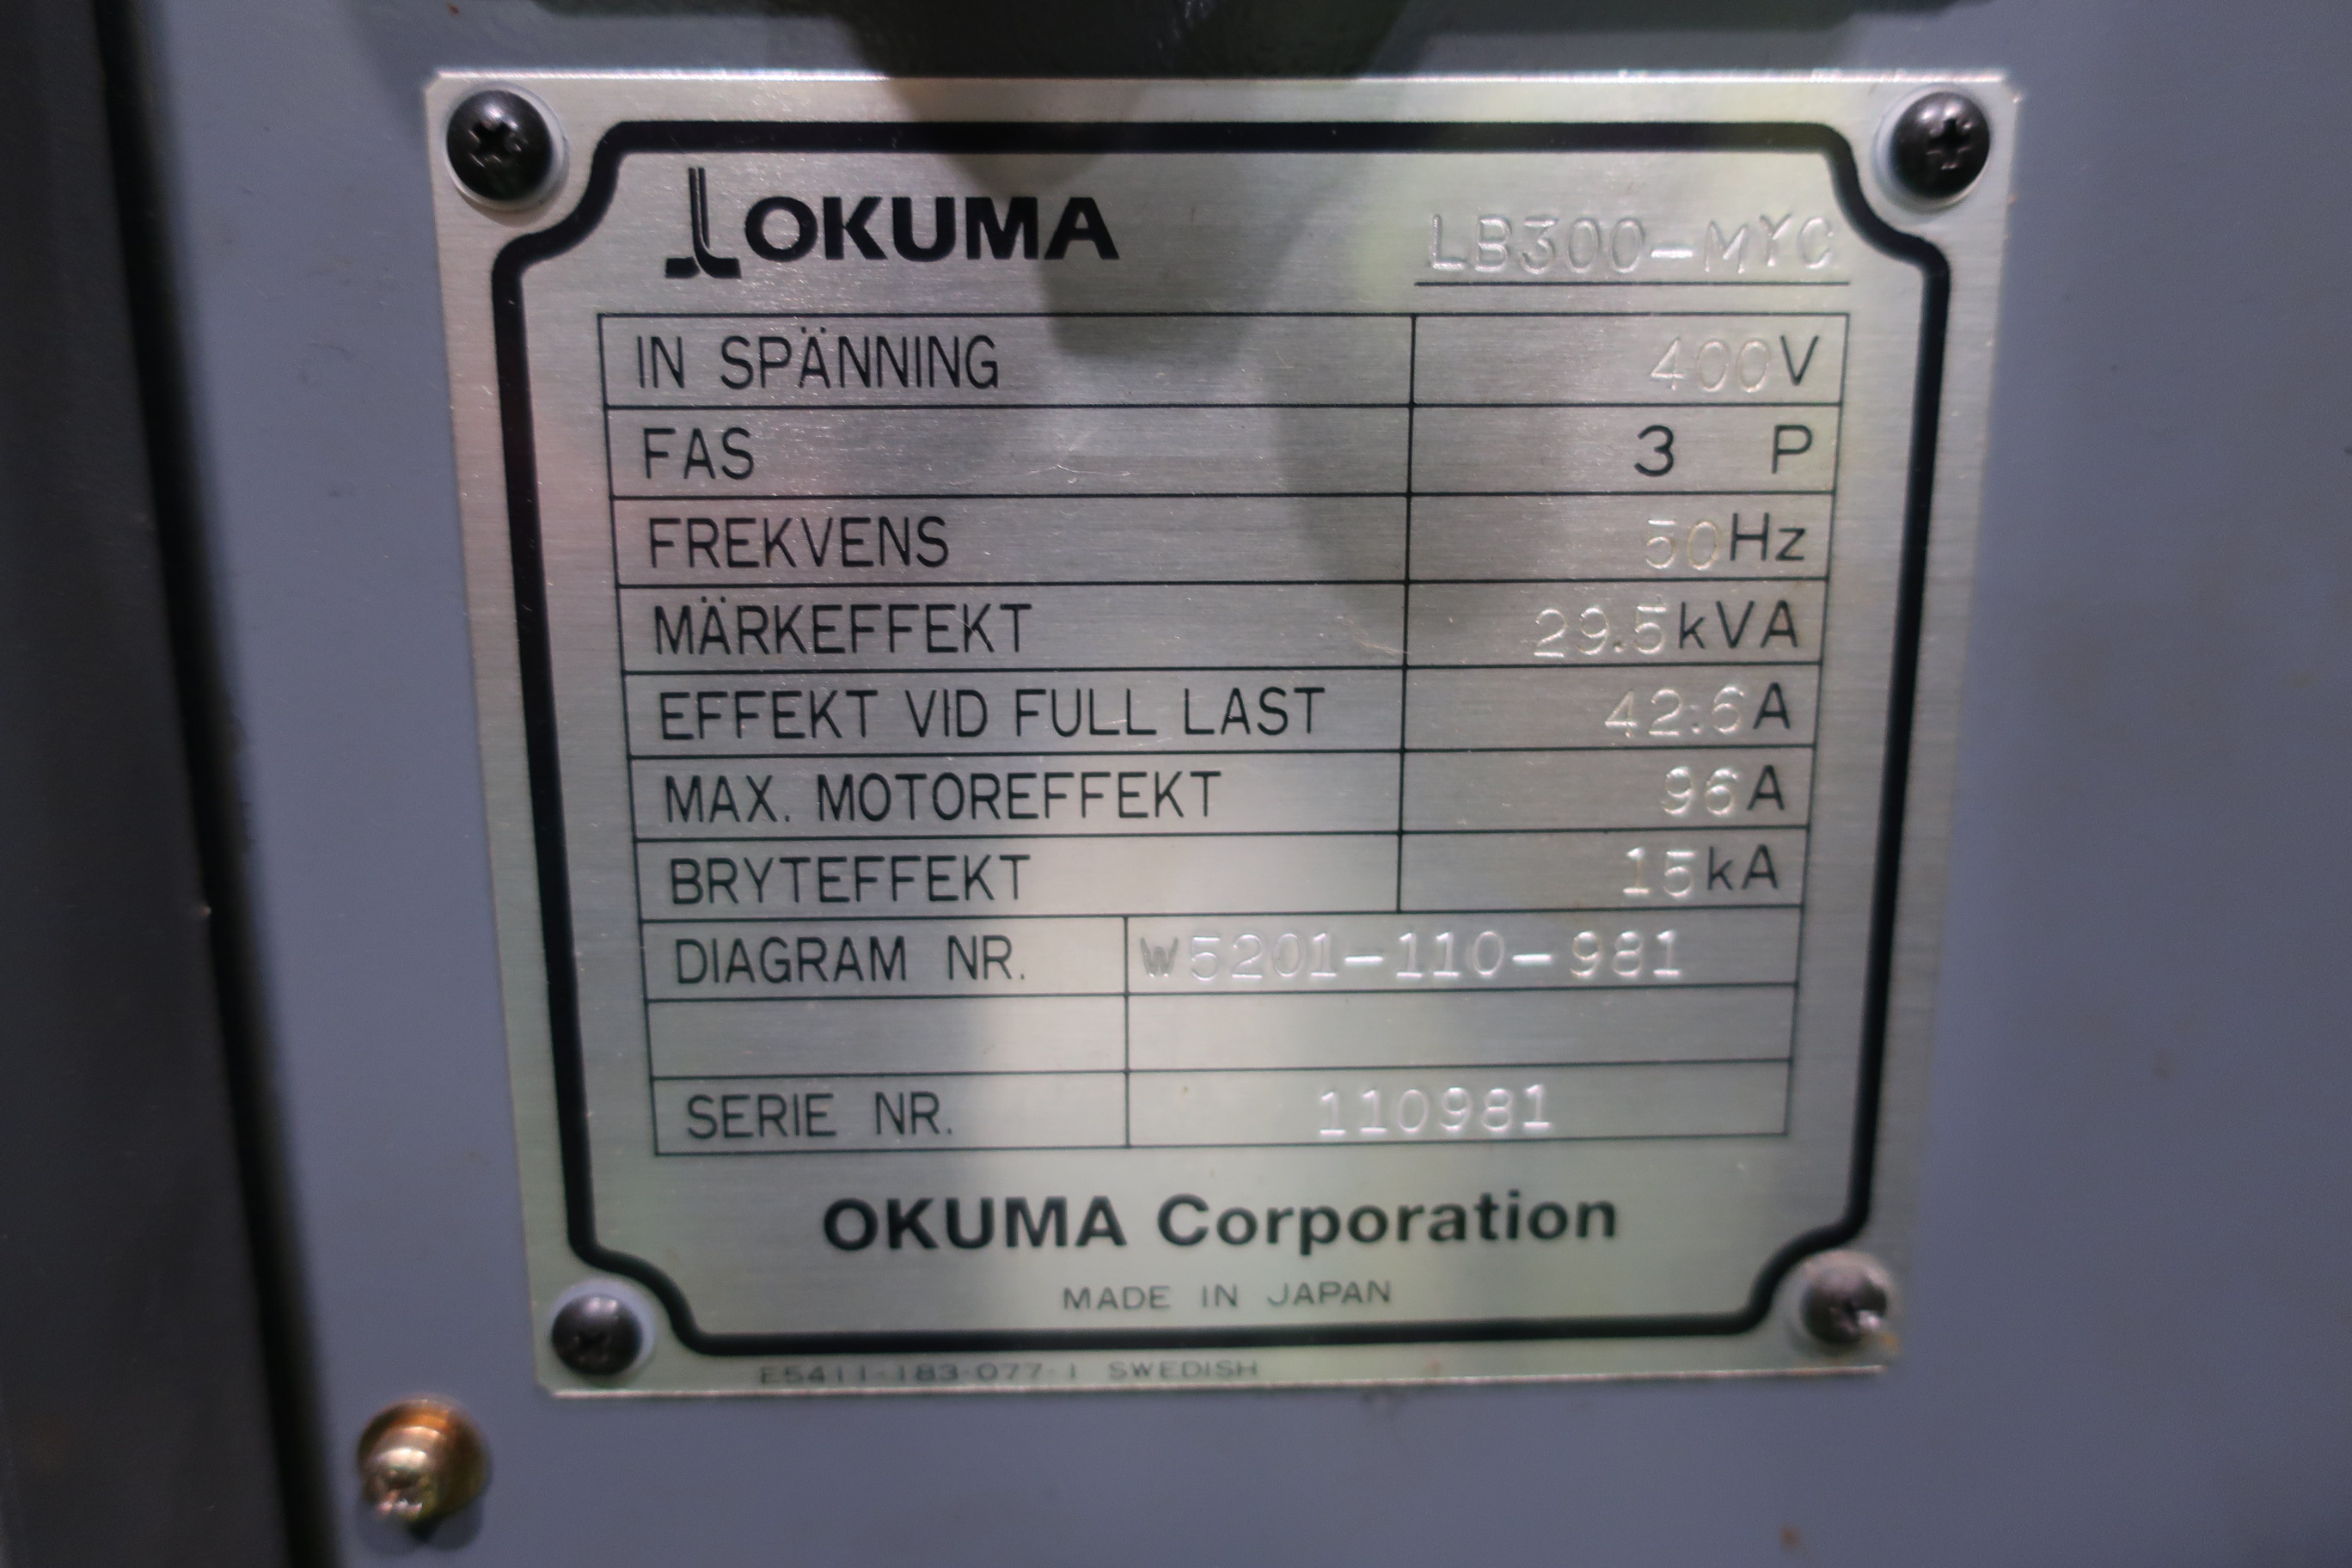 OKUMA LB300-MYC
IN SPÄNNING 400V
FAS 3 P
FREKVENS 50Hz
MÄRKEFFEKT 29.5kVA
EFFEKT VID FULL LAST 42.6A
MAX. MOTOREFFEKT 96A
BRYTEFFEKT 15kA
DIAGRAM NR. W5201-110-981
SERIE NR. 110981
OKUMA Corporation
MADE IN JAPAN
E5411-183-077-1 SWEDISH